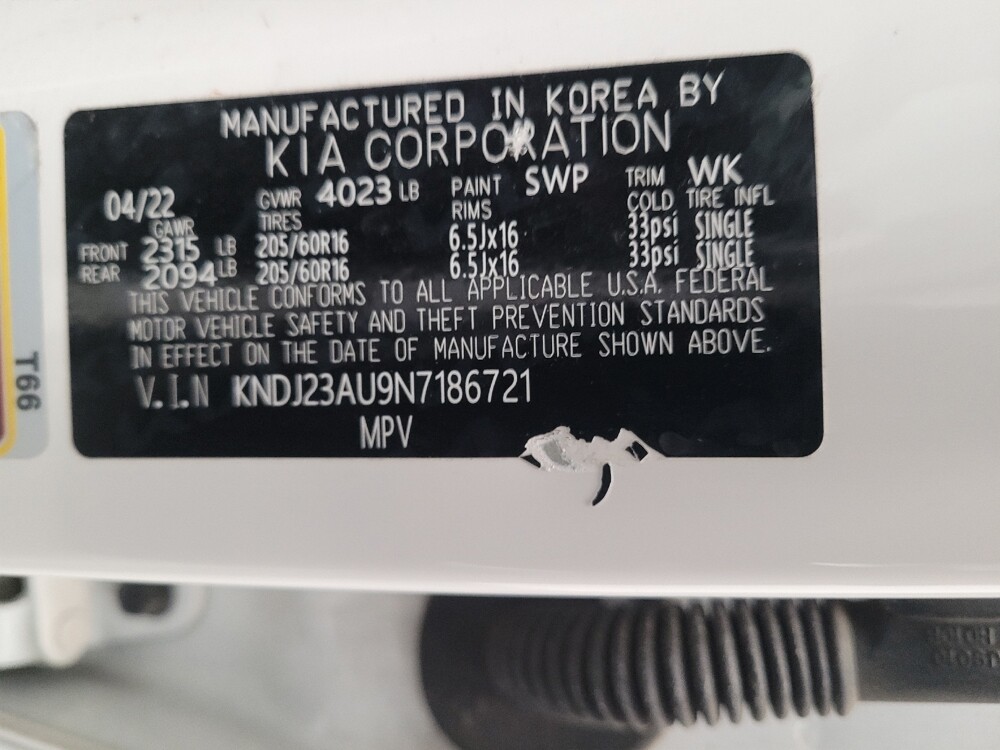 MANUFACTURED IN KOREA BY
KIA CORPORATION
04/22 GVWR 4023 LB PAINT SWP TRIM WK
GAWR TIRES RIMS COLD TIRE INFL
FRONT 2315 LB 205/60R16 6.5Jx16 33psi SINGLE
REAR 2094 LB 205/60R16 6.5Jx16 33psi SINGLE
THIS VEHICLE CONFORMS TO ALL APPLICABLE U.S.A. FEDERAL
MOTOR VEHICLE SAFETY AND THEFT PREVENTION STANDARDS
IN EFFECT ON THE DATE OF MANUFACTURE SHOWN ABOVE.
V.I.N KNDJ23AU9N7186721
MPV
T66